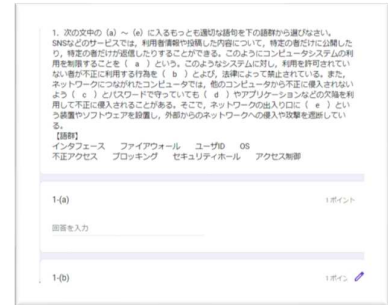 1. 次の文中の（a）～（e）に入るもっとも適切な語句を下の語群から選びなさい。
SNSなどのサービスでは、利用者情報や投稿した内容について、特定の者だけに公開した
り、特定の者だけが返信したりすることができる。このようにコンピュータシステムの利
用を制限することを（ a ）という。このようなシステムに対し、利用を許可されてい
ない者が不正に利用する行為を（ b ）とよび、法律によって禁止されている。また、
ネットワークにつながれたコンピュータでは、他のコンピュータから不正に侵入されない
よう（ c ）とパスワードで守っていても（ d ）やアプリケーションなどの欠陥を利
用して不正に侵入されることがある。そこで、ネットワークの出入り口に（ e ）とい
う装置やソフトウェアを設置し、外部からのネットワークへの侵入や攻撃を遮断してい
る。
【語群】
インタフェース ファイアウォール ユーザID OS
不正アクセス ブロッキング セキュリティホール アクセス制御
1-(a)
1 ポイント
回答を入力
1-(b)
1 ポイン